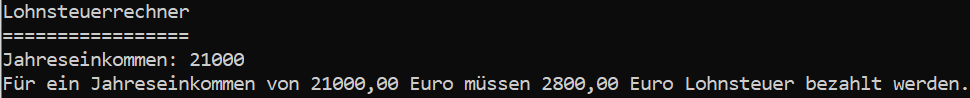 Lohnsteuerrechner
=================
Jahreseinkommen: 21000
Für ein Jahreseinkommen von 21000,00 Euro müssen 2800,00 Euro Lohnsteuer bezahlt werden.